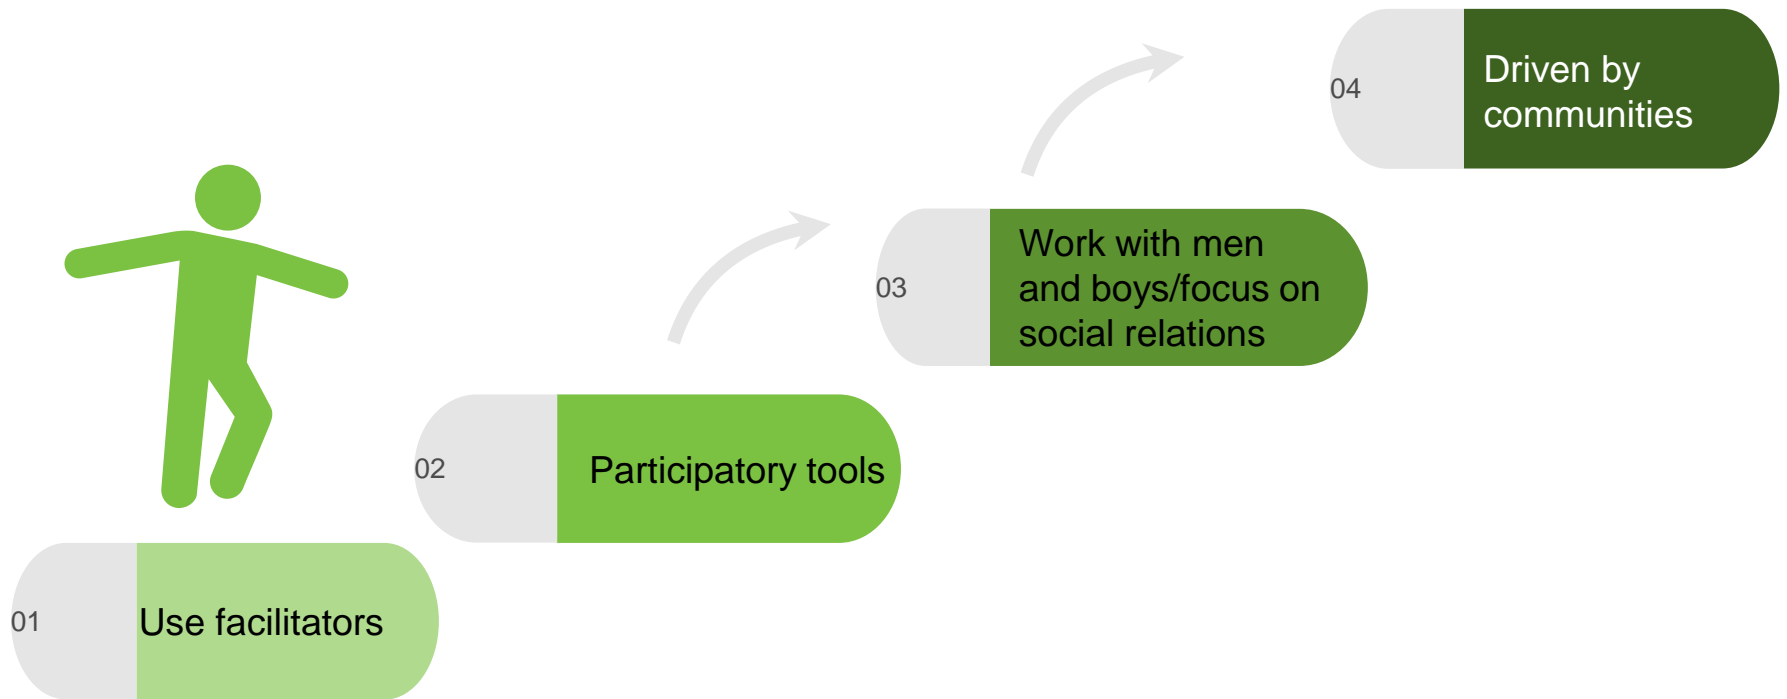 01
Use facilitators
02
Participatory tools
03
Work with men
and boys/focus on
social relations
04
Driven by
communities